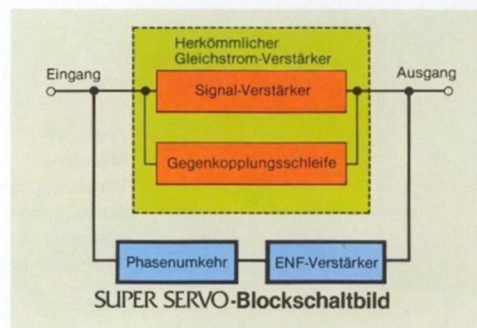 Herkömmlicher
Gleichstrom-Verstärker
Eingang
Ausgang
Signal-Verstärker
Gegenkopplungsschleife
Phasenumkehr
ENF-Verstärker
SUPER SERVO-Blockschaltbild